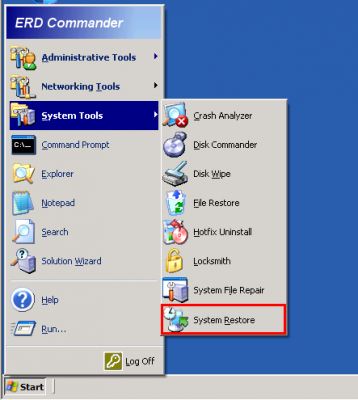 ERD Commander
Administrative Tools
Networking Tools
System Tools
Command Prompt
Explorer
Notepad
Search
Solution Wizard
Help
Run...
Log Off
Crash Analyzer
Disk Commander
Disk Wipe
File Restore
Hotfix Uninstall
Locksmith
System File Repair
System Restore
Start